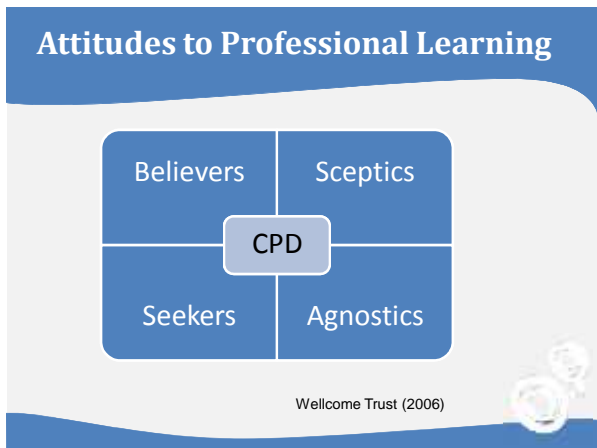 Attitudes to Professional Learning
Believers
Sceptics
CPD
Seekers
Agnostics
Wellcome Trust (2006)